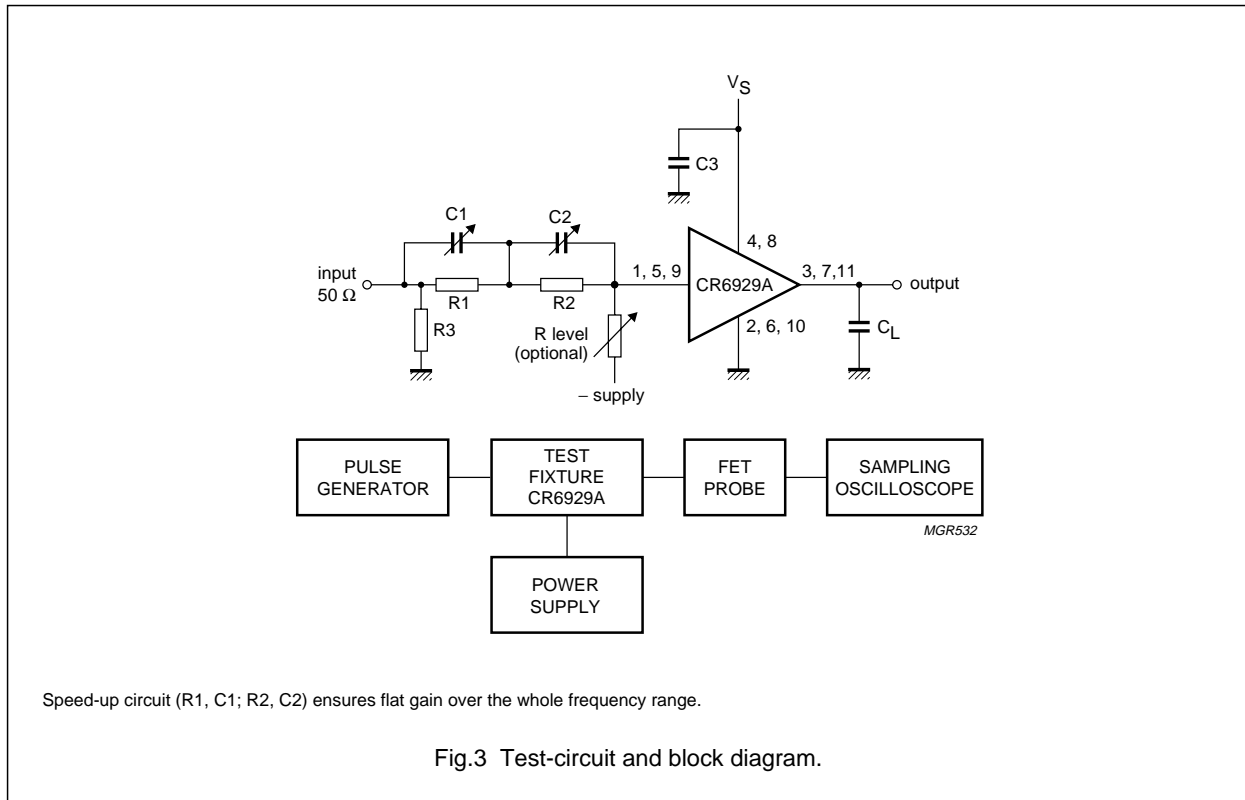 VS
C3
C1
C2
4, 8
input
50 Ω
1, 5, 9
CR6929A
3, 7,11
output
R1
R2
R3
R level
(optional)
2, 6, 10
CL
– supply
PULSE
GENERATOR
TEST
FIXTURE
CR6929A
FET
PROBE
SAMPLING
OSCILLOSCOPE
MGR532
POWER
SUPPLY
Speed-up circuit (R1, C1; R2, C2) ensures flat gain over the whole frequency range.
Fig.3 Test-circuit and block diagram.